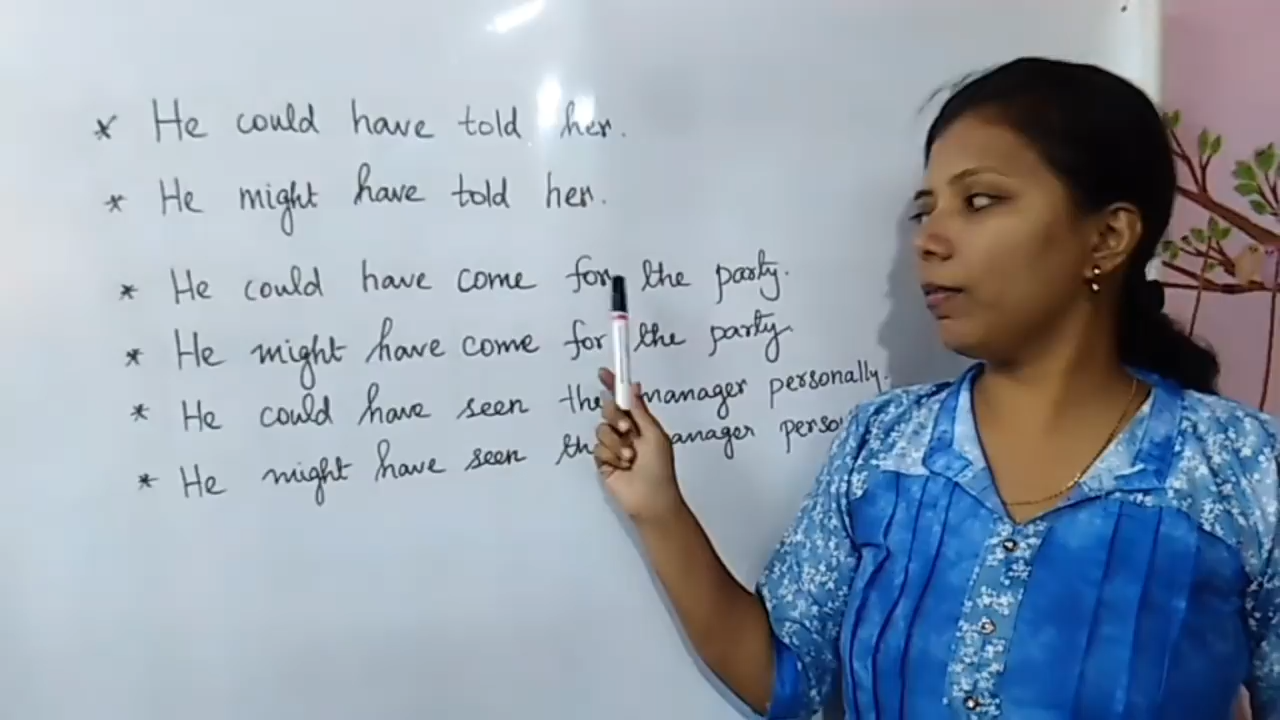 * He could have told her.
* He might have told her.
* He could have come for the party.
* He might have come for the party.
* He could have seen the manager personally.
* He might have seen